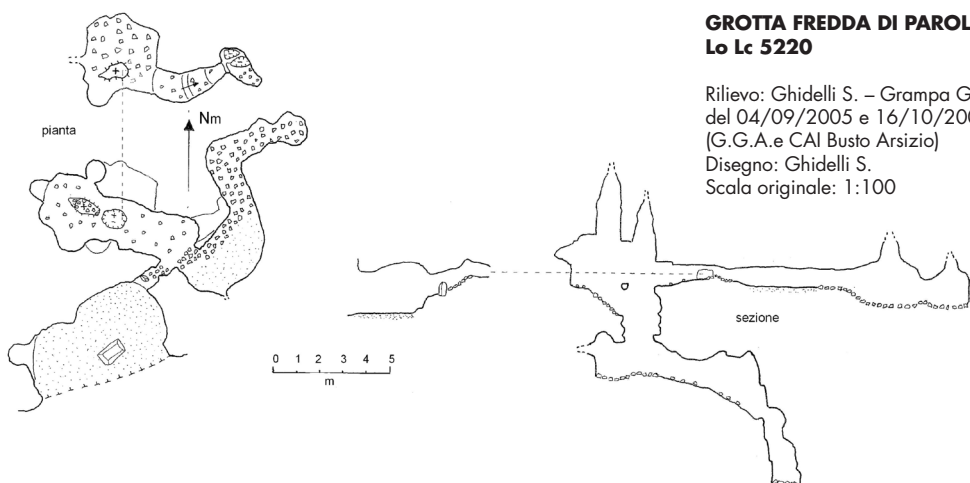 GROTTA FREDDA DI PAROL
Lo Lc 5220
Rilievo: Ghidelli S. – Grampa G
del 04/09/2005 e 16/10/200
(G.G.A.e CAI Busto Arsizio)
Disegno: Ghidelli S.
Scala originale: 1:100
pianta
Nm
sezione
0 1 2 3 4 5
m